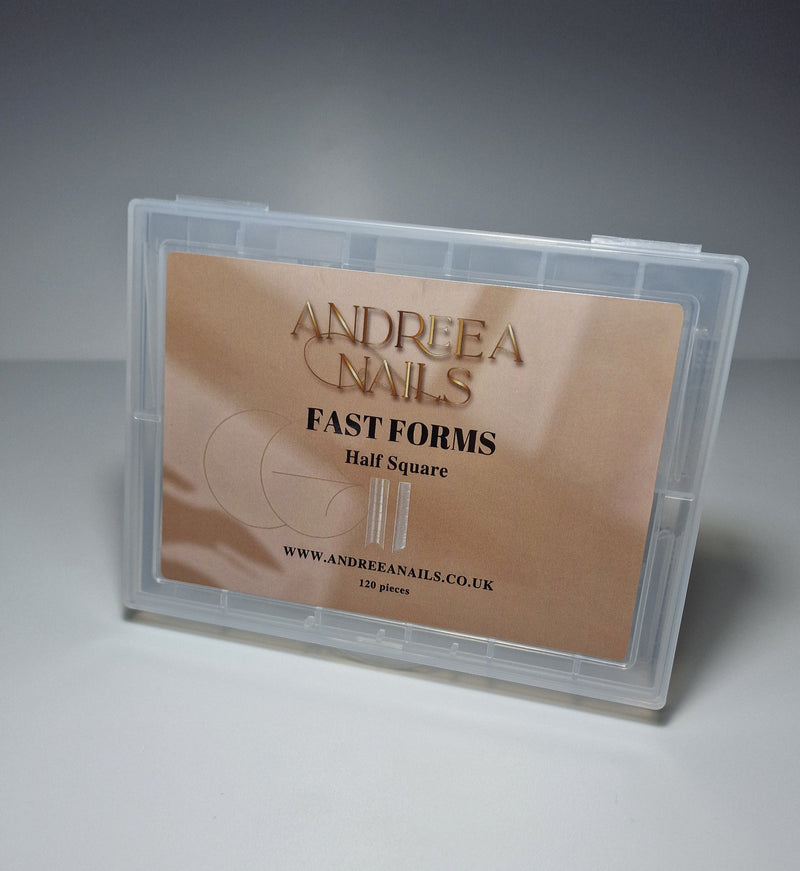 ANDREEA
NAILS
FAST FORMS
Half Square
WWW.ANDREEANAILS.CO.UK
120 pieces